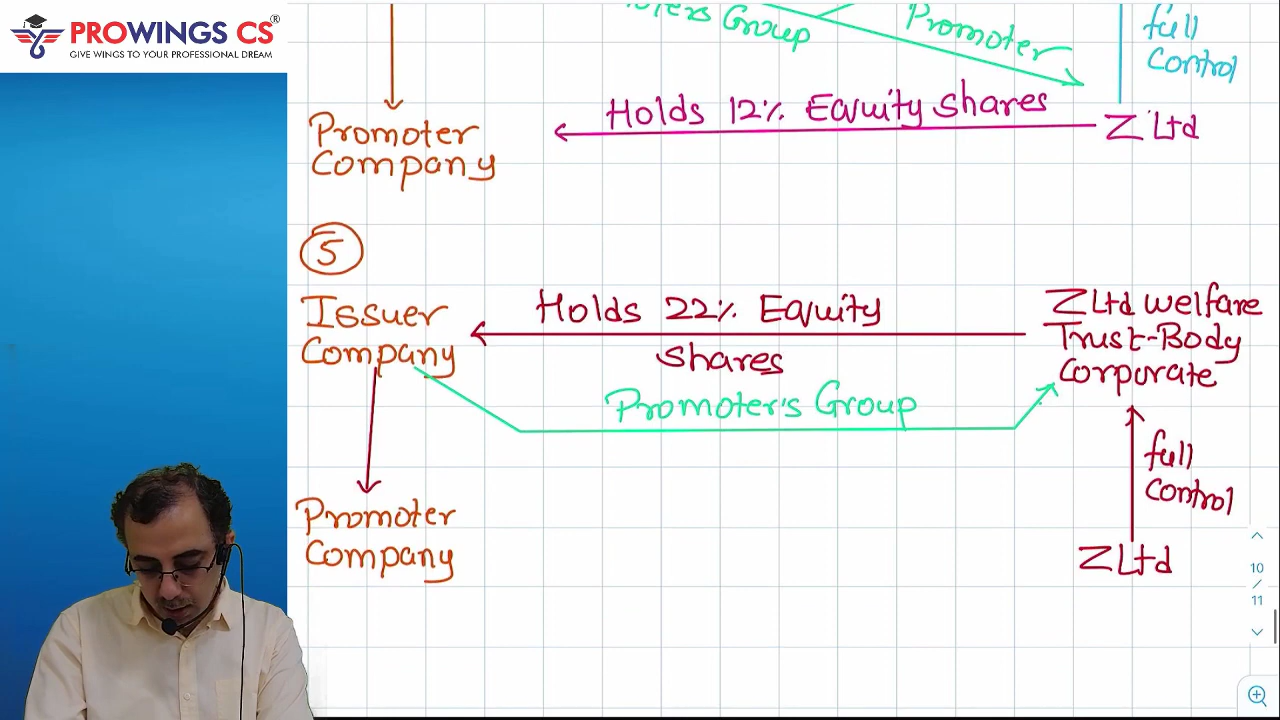 PROWINGS CS®
GIVE WINGS TO YOUR PROFESSIONAL DREAM
Group
Promoter
full
control
Holds 12% Equity shares
Z Ltd
Promoter
Company
5
Issuer
Company
Holds 22% Equity
shares
Z Ltd welfare
Trust-Body
Corporate
Promoter's Group
full
control
Promoter
Company
Z Ltd
10
/
11